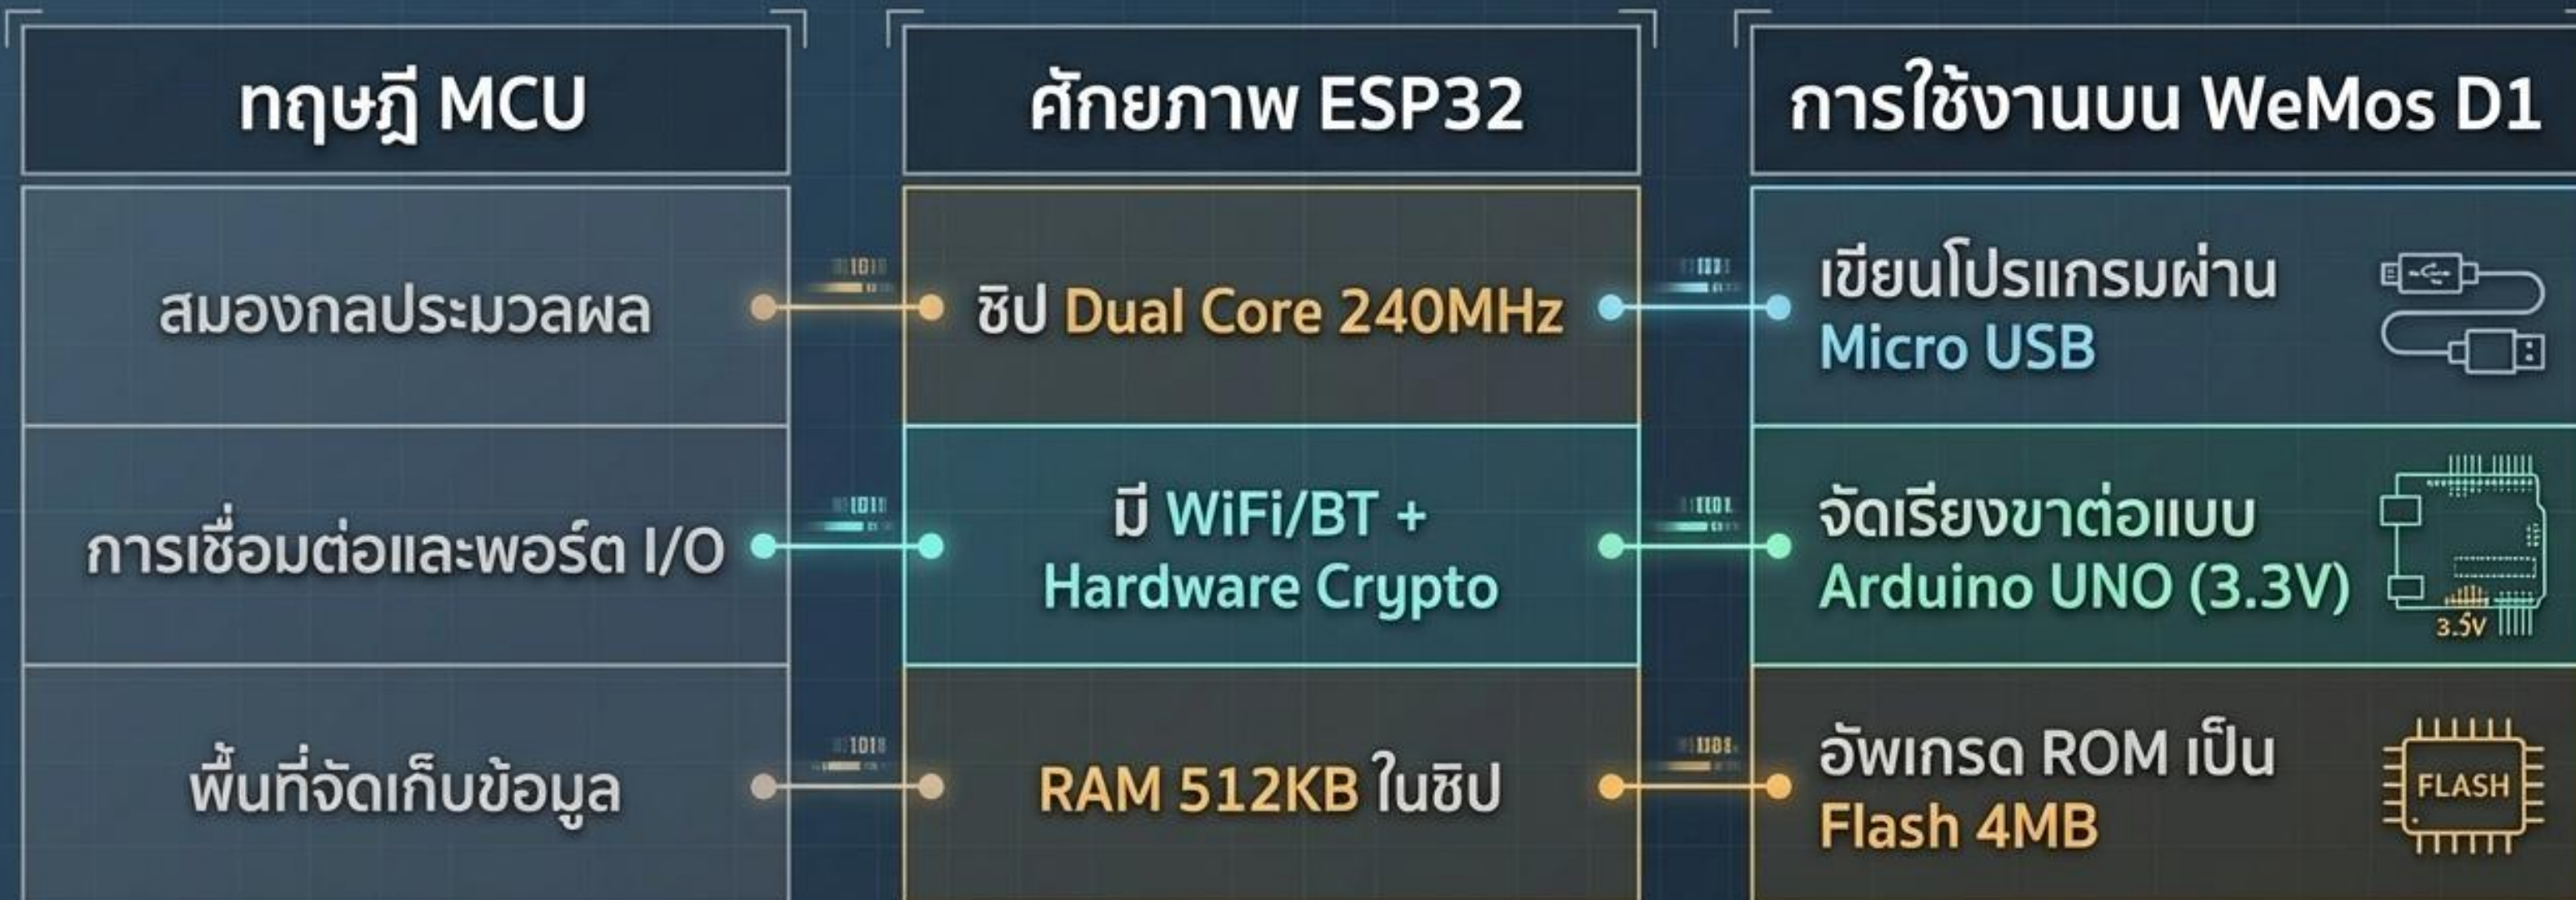 ทฤษฎี MCU
ศักยภาพ ESP32
การใช้งานบน WeMos D1
สมองกลประมวลผล
ชิป Dual Core 240MHz
เขียนโปรแกรมผ่าน
Micro USB
การเชื่อมต่อและพอร์ต I/O
มี WiFi/BT +
Hardware Crypto
จัดเรียงขาต่อแบบ
Arduino UNO (3.3V)
3.5V
พื้นที่จัดเก็บข้อมูล
RAM 512KB ในชิป
อัพเกรด ROM เป็น
Flash 4MB
FLASH